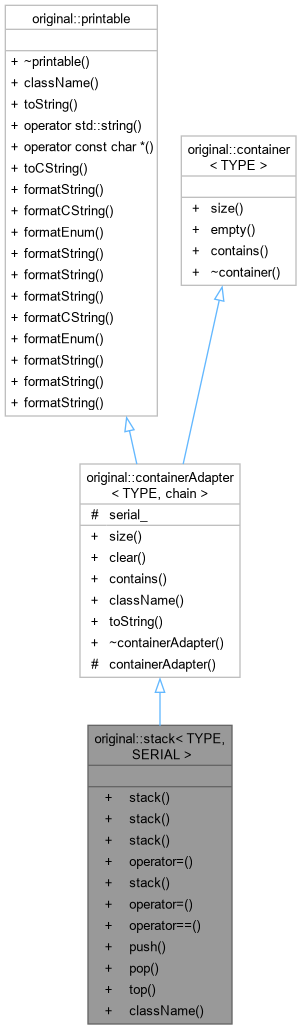 original::printable
+ ~printable()
+ className()
+ toString()
+ operator std::string()
+ operator const char *()
+ toCString()
+ formatString()
+ formatCString()
+ formatEnum()
+ formatString()
+ formatString()
+ formatString()
+ formatCString()
+ formatEnum()
+ formatString()
+ formatString()
+ formatString()
original::container
< TYPE >
+ size()
+ empty()
+ contains()
+ ~container()
original::containerAdapter
< TYPE, chain >
# serial_
+ size()
+ clear()
+ contains()
+ className()
+ toString()
+ ~containerAdapter()
# containerAdapter()
original::stack< TYPE,
SERIAL >
+ stack()
+ stack()
+ stack()
+ operator=()
+ stack()
+ operator=()
+ operator==()
+ push()
+ pop()
+ top()
+ className()